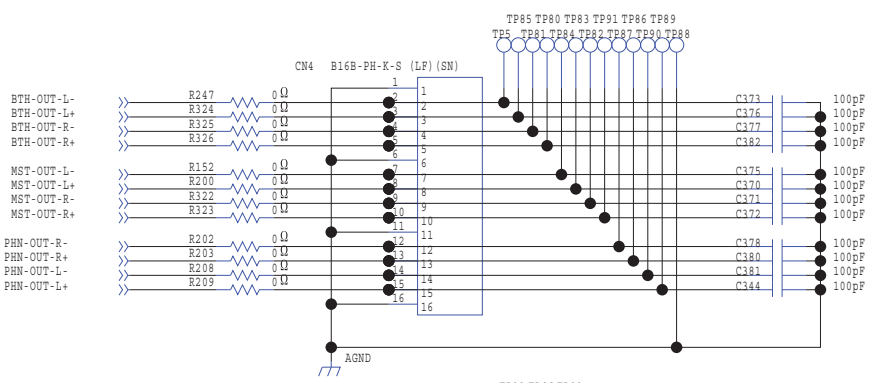 TP85 TP80 TP83 TP91 TP86 TP89
TP5 TP81 TP84 TP82 TP87 TP90 TP88
CN4 B16B-PH-K-S (LF)(SN)
1 1
BTH-OUT-L- R247 0Ω 2 2 C373 100pF
BTH-OUT-L+ R324 3 3 C376 100pF
BTH-OUT-R- R325 4 4 C377 100pF
BTH-OUT-R+ R326 0Ω 5 5 C382 100pF
6 6
MST-OUT-L- R152 0Ω 7 7 C375 100pF
MST-OUT-L+ R200 0Ω 8 8 C370 100pF
MST-OUT-R- R322 0Ω 9 9 C371 100pF
MST-OUT-R+ R323 0Ω 10 10 C372 100pF
11 11
PHN-OUT-R- R202 0Ω 12 12 C378 100pF
PHN-OUT-R+ R203 0Ω 13 13 C380 100pF
PHN-OUT-L- R208 0Ω 14 14 C381 100pF
PHN-OUT-L+ R209 0Ω 15 15 C344 100pF
16 16
AGND